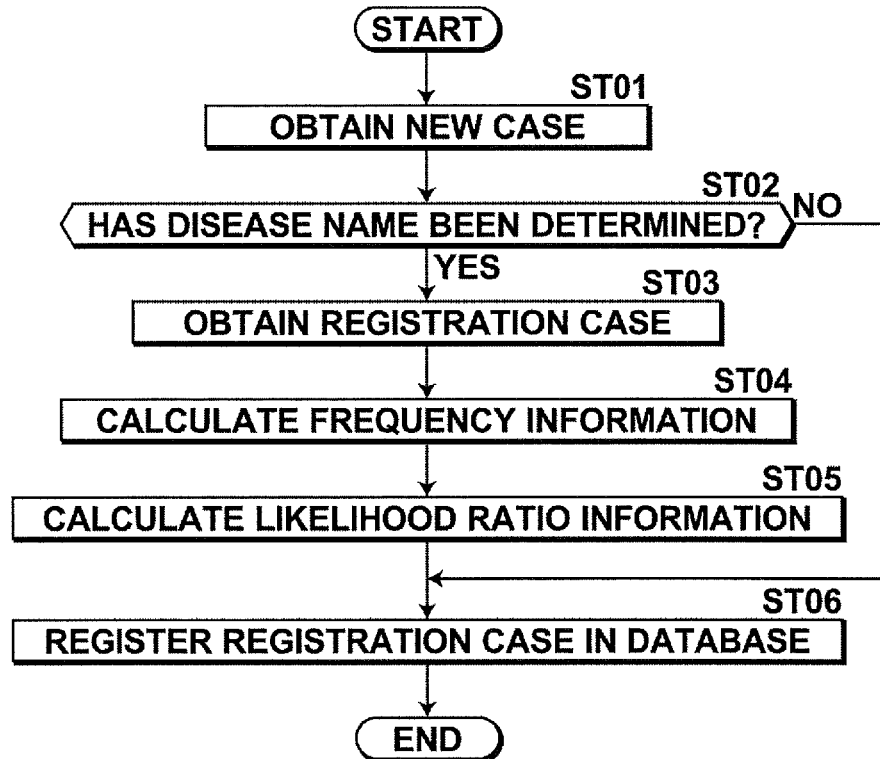 START
ST01
OBTAIN NEW CASE
ST02
HAS DISEASE NAME BEEN DETERMINED?
NO
YES
ST03
OBTAIN REGISTRATION CASE
ST04
CALCULATE FREQUENCY INFORMATION
ST05
CALCULATE LIKELIHOOD RATIO INFORMATION
ST06
REGISTER REGISTRATION CASE IN DATABASE
END